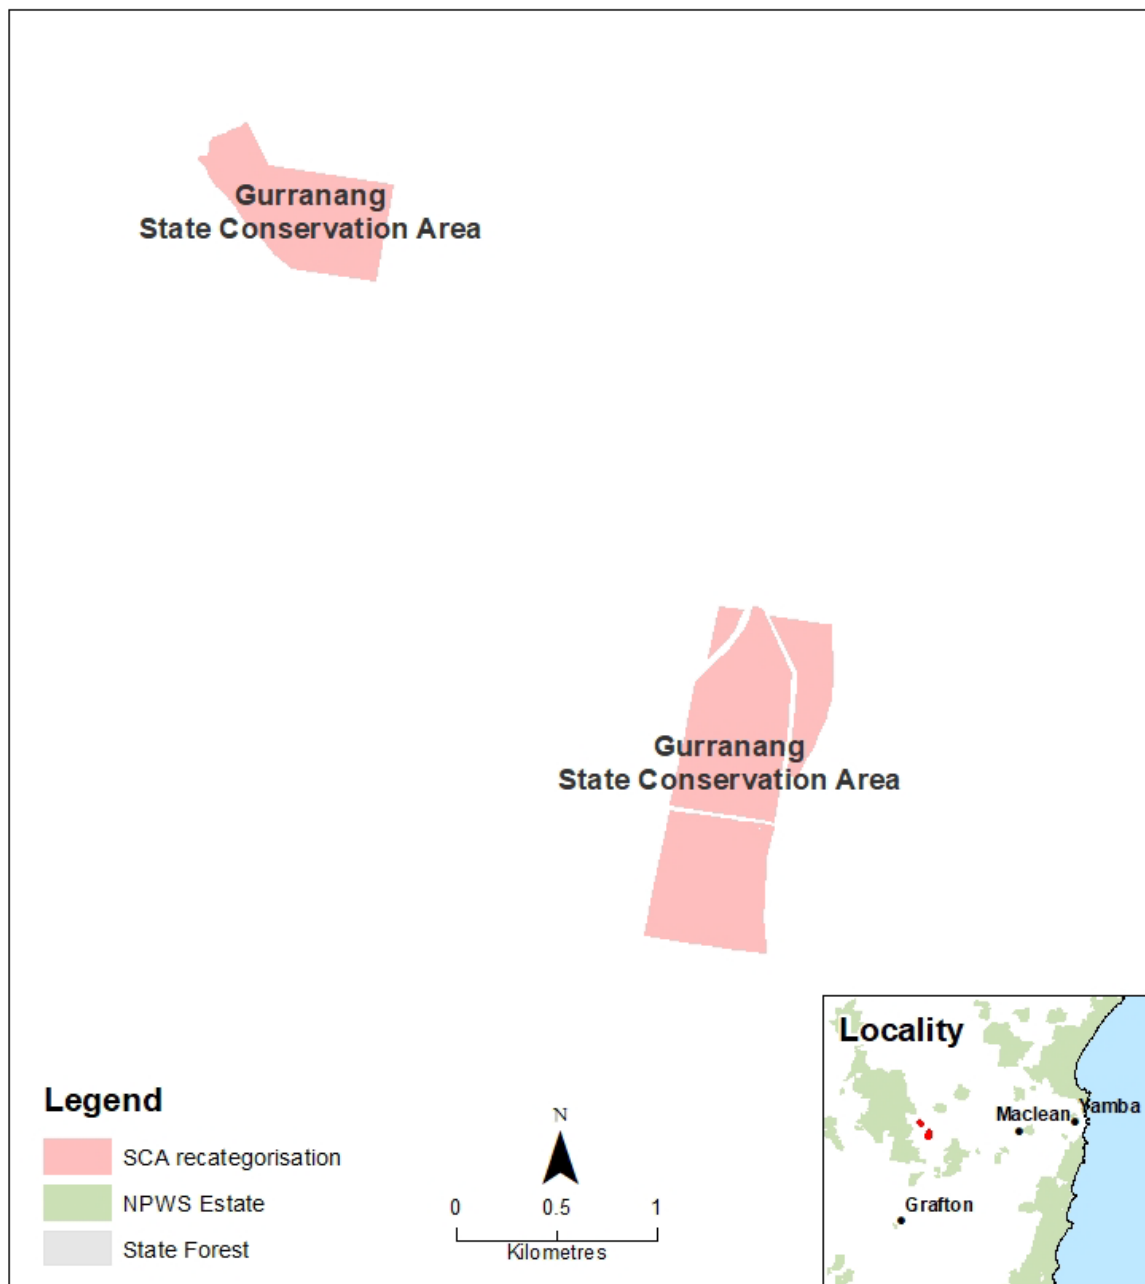 Gurranang
State Conservation Area
Gurranang
State Conservation Area
Legend
SCA recategorisation
NPWS Estate
State Forest
N
0 0.5 1
Kilometres
Locality
Maclean
Yamba
Grafton